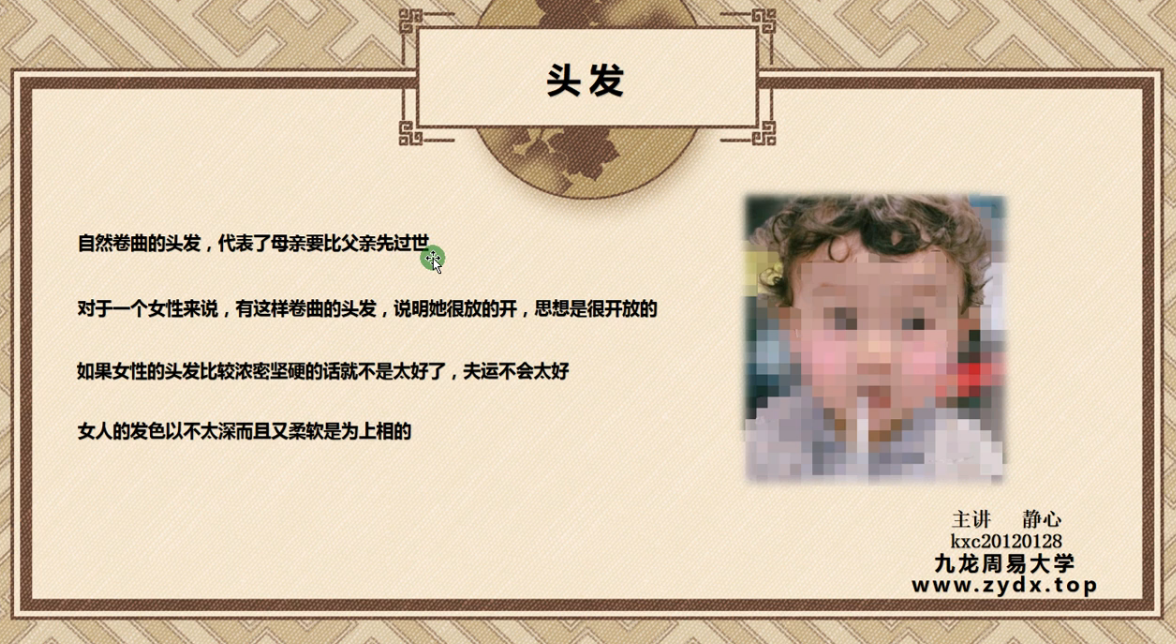 头发
自然卷曲的头发，代表了母亲要比父亲先过世
对于一个女性来说，有这样卷曲的头发，说明她很放的开，思想是很开放的
如果女性的头发比较浓密坚硬的话就不是太好了，夫运不会太好
女人的发色以不太深而且又柔软是为上相的
主讲 静心
kxc20120128
九龙周易大学
www.zydx.top